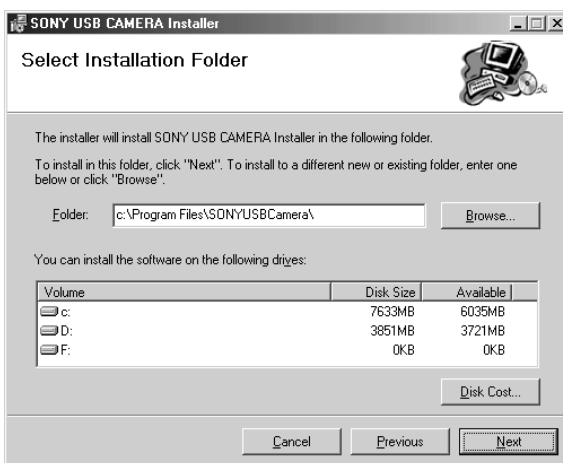 SONY USB CAMERA Installer
Select Installation Folder
The installer will install SONY USB CAMERA Installer in the following folder.
To install in this folder, click "Next". To install to a different new or existing folder, enter one
below or click "Browse".
Folder: c:\Program Files\SONYUSBCamera\ Browse...
You can install the software on the following drives:
Volume Disk Size Available
c: 7633MB 6035MB
D: 3851MB 3721MB
F: 0KB 0KB
Disk Cost...
Cancel Previous Next